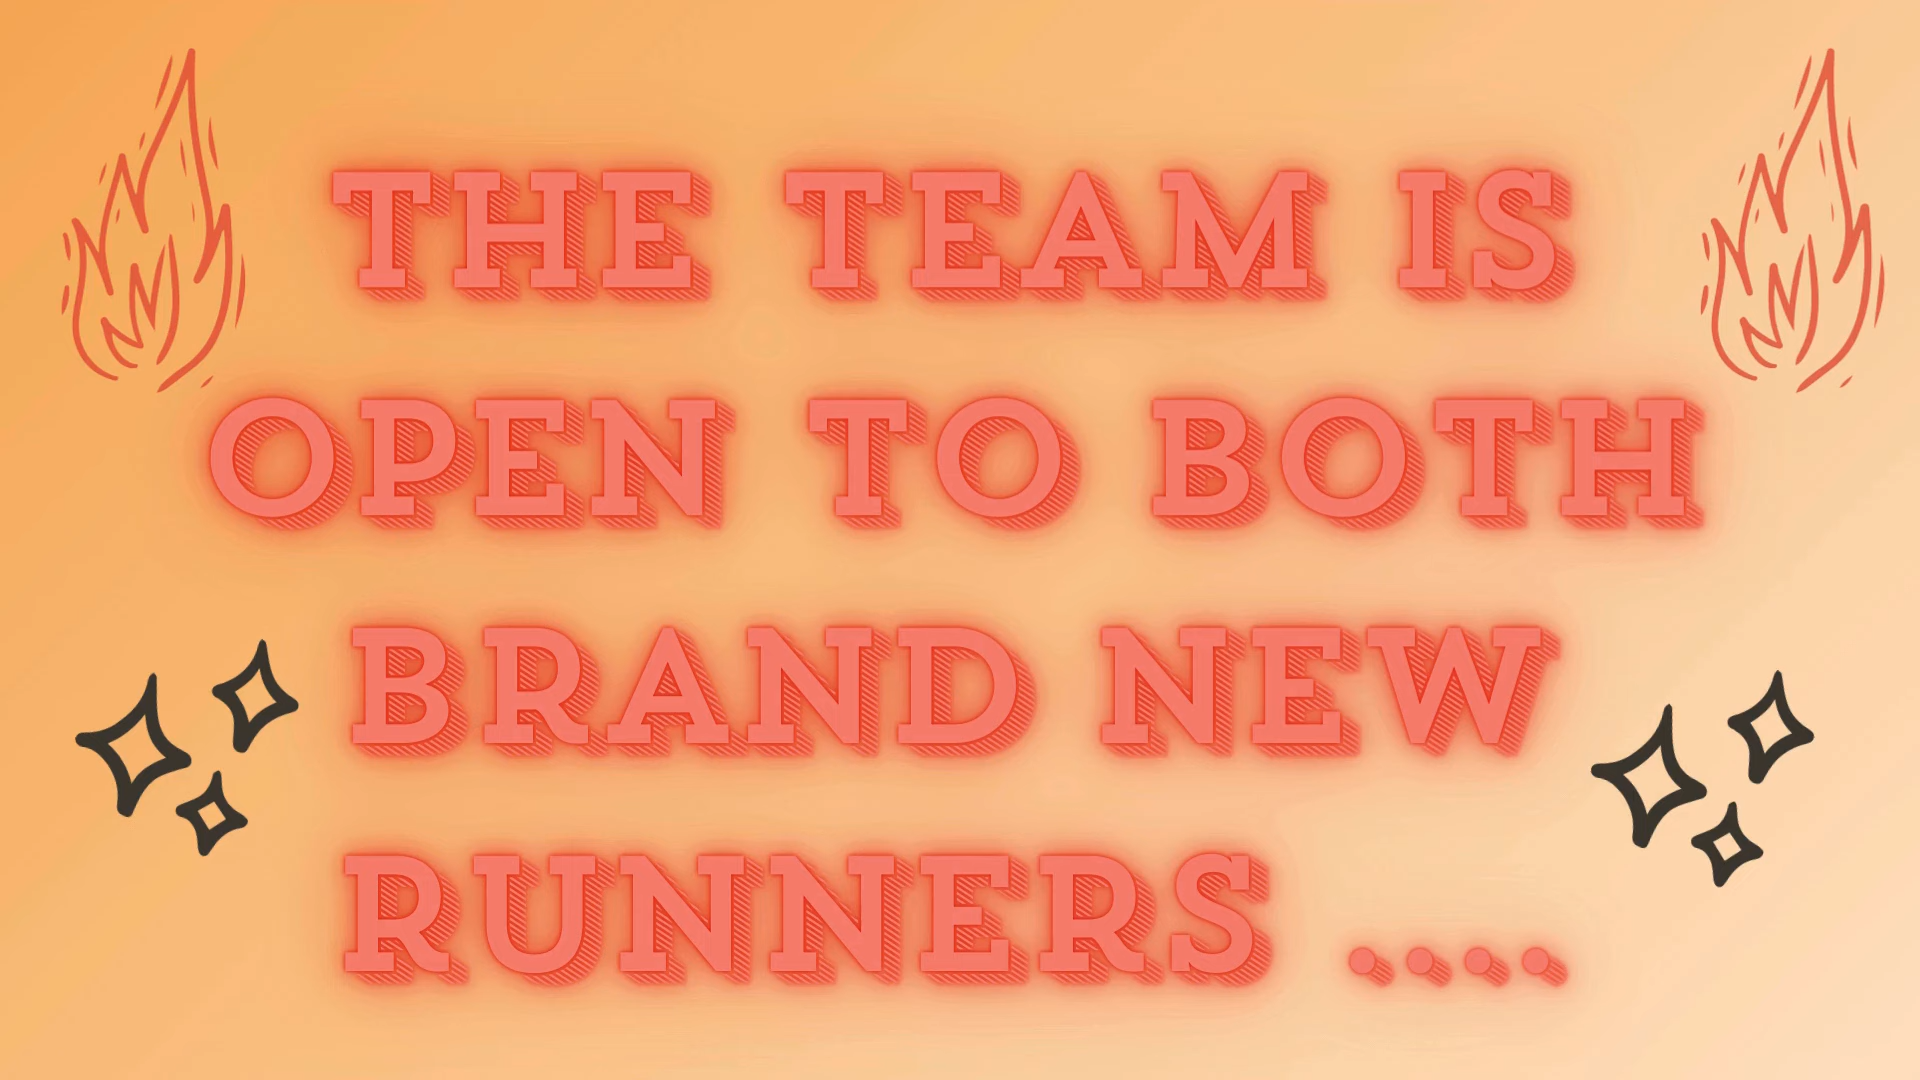 THE TEAM IS
OPEN TO BOTH
BRAND NEW
RUNNERS ....